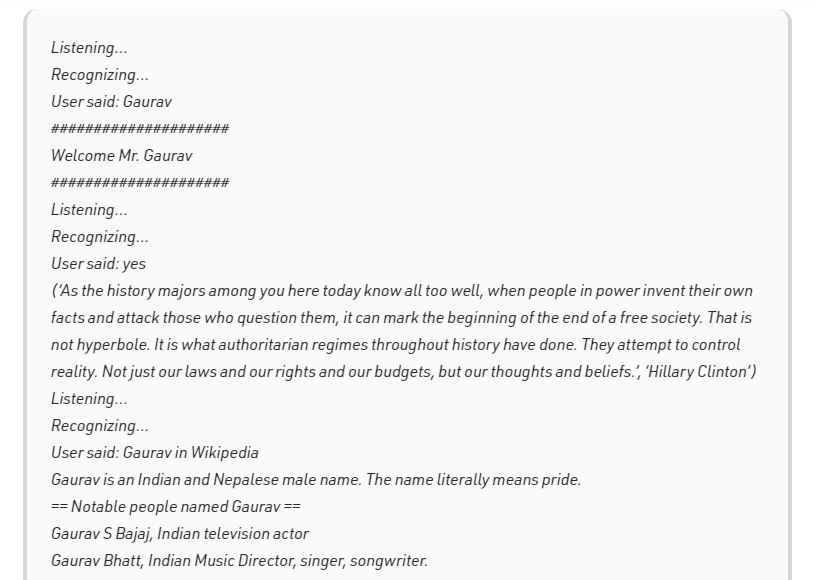 Listening...
Recognizing...
User said: Gaurav
#####################
Welcome Mr. Gaurav
#####################
Listening...
Recognizing...
User said: yes
(‘As the history majors among you here today know all too well, when people in power invent their own
facts and attack those who question them, it can mark the beginning of the end of a free society. That is
not hyperbole. It is what authoritarian regimes throughout history have done. They attempt to control
reality. Not just our laws and our rights and our budgets, but our thoughts and beliefs.’, ‘Hillary Clinton’)
Listening...
Recognizing...
User said: Gaurav in Wikipedia
Gaurav is an Indian and Nepalese male name. The name literally means pride.
== Notable people named Gaurav ==
Gaurav S Bajaj, Indian television actor
Gaurav Bhatt, Indian Music Director, singer, songwriter.